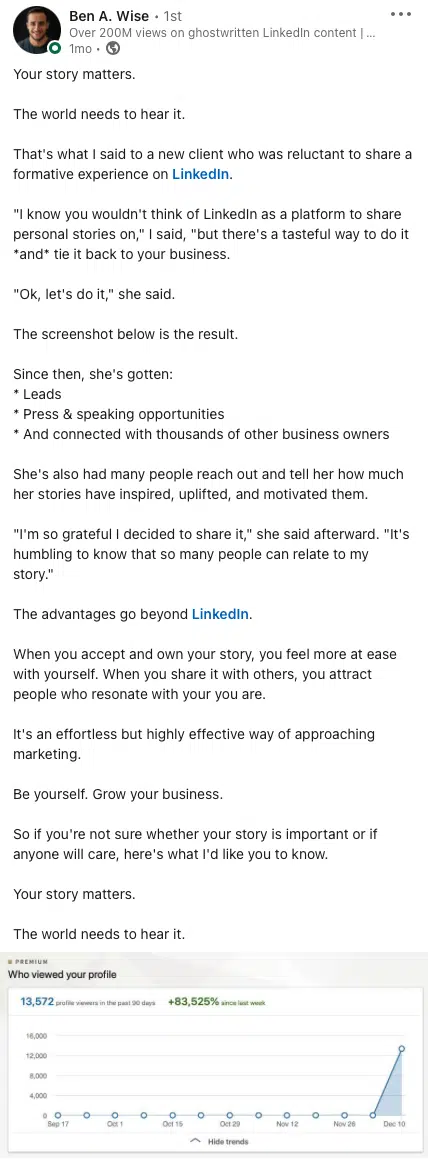 Ben A. Wise • 1st
Over 200M views on ghostwritten LinkedIn content | ...
1mo •
Your story matters.
The world needs to hear it.
That's what I said to a new client who was reluctant to share a
formative experience on LinkedIn.
"I know you wouldn't think of LinkedIn as a platform to share
personal stories on," I said, "but there's a tasteful way to do it
*and* tie it back to your business.
"Ok, let's do it," she said.
The screenshot below is the result.
Since then, she's gotten:
* Leads
* Press & speaking opportunities
* And connected with thousands of other business owners
She's also had many people reach out and tell her how much
her stories have inspired, uplifted, and motivated them.
"I'm so grateful I decided to share it," she said afterward. "It's
humbling to know that so many people can relate to my
story."
The advantages go beyond LinkedIn.
When you accept and own your story, you feel more at ease
with yourself. When you share it with others, you attract
people who resonate with your you are.
It's an effortless but highly effective way of approaching
marketing.
Be yourself. Grow your business.
So if you're not sure whether your story is important or if
anyone will care, here's what I'd like you to know.
Your story matters.
The world needs to hear it.
PREMIUM
Who viewed your profile
13,572 profile viewers in the past 90 days +83,525% since last week
16,000
12,000
8,000
4,000
0
Sep 17 Oct 1 Oct 15 Oct 29 Nov 12 Nov 26 Dec 10
Hide trends